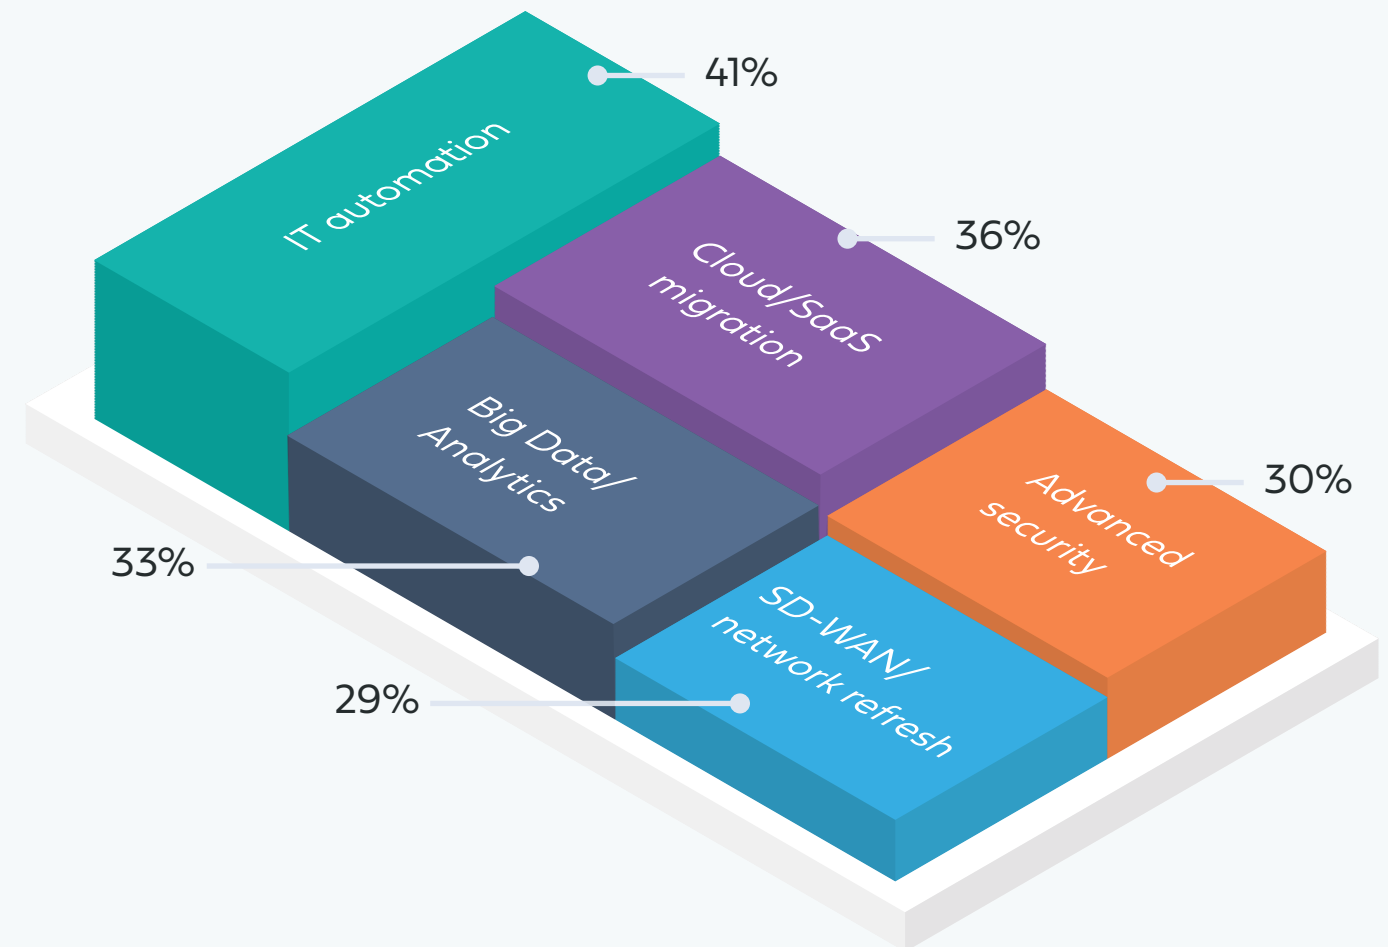 41%
IT automation
36%
Cloud/SaaS
migration
Big Data/
Analytics
33%
30%
Advanced
security
SD-WAN/
network refresh
29%